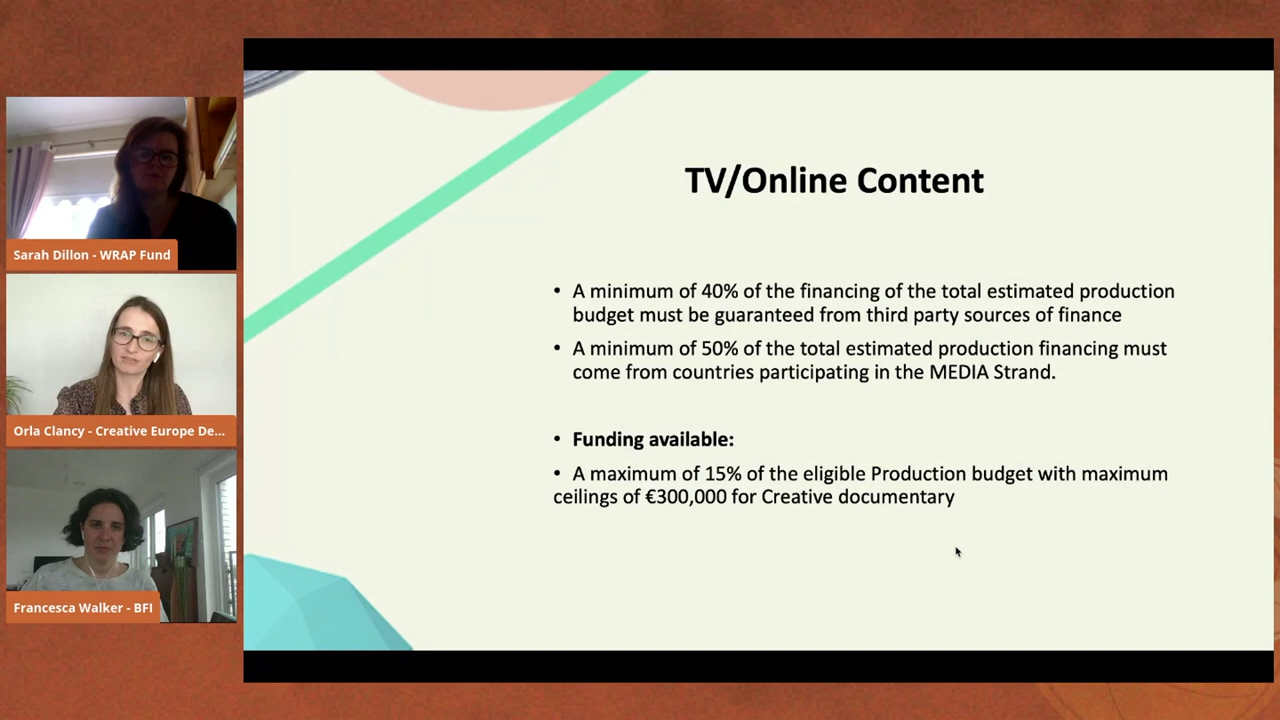 Sarah Dillon - WRAP Fund
Orla Clancy - Creative Europe De...
Francesca Walker - BFI
TV/Online Content
• A minimum of 40% of the financing of the total estimated production
budget must be guaranteed from third party sources of finance
• A minimum of 50% of the total estimated production financing must
come from countries participating in the MEDIA Strand.
• Funding available:
• A maximum of 15% of the eligible Production budget with maximum
ceilings of €300,000 for Creative documentary